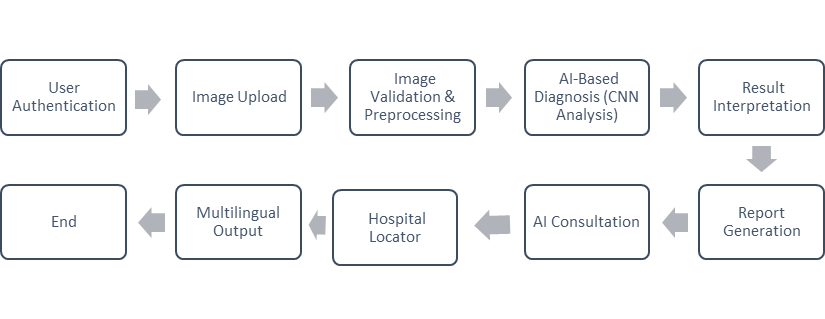 User
Authentication
Image Upload
Image
Validation &
Preprocessing
AI-Based
Diagnosis (CNN
Analysis)
Result
Interpretation
Report
Generation
AI Consultation
Hospital
Locator
Multilingual
Output
End